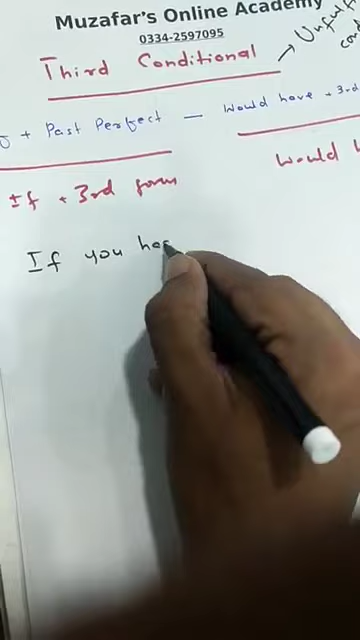 Muzafar's Online Academy
0334-2597095
Third Conditional → Unful
+ Past Perfect — Would have + 3rd
If + 3rd form
Would
If you ha